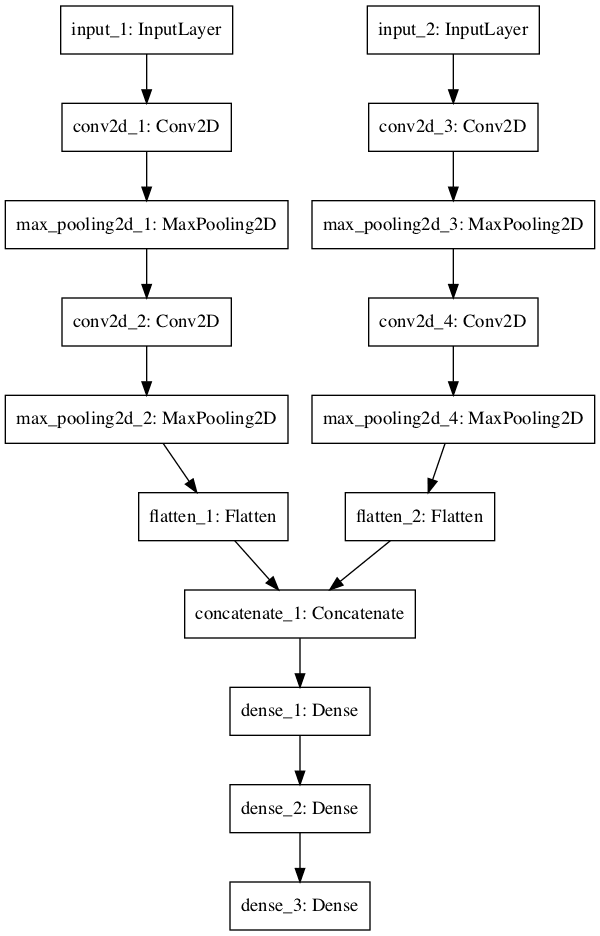 input_1: InputLayer
input_2: InputLayer
conv2d_1: Conv2D
conv2d_3: Conv2D
max_pooling2d_1: MaxPooling2D
max_pooling2d_3: MaxPooling2D
conv2d_2: Conv2D
conv2d_4: Conv2D
max_pooling2d_2: MaxPooling2D
max_pooling2d_4: MaxPooling2D
flatten_1: Flatten
flatten_2: Flatten
concatenate_1: Concatenate
dense_1: Dense
dense_2: Dense
dense_3: Dense